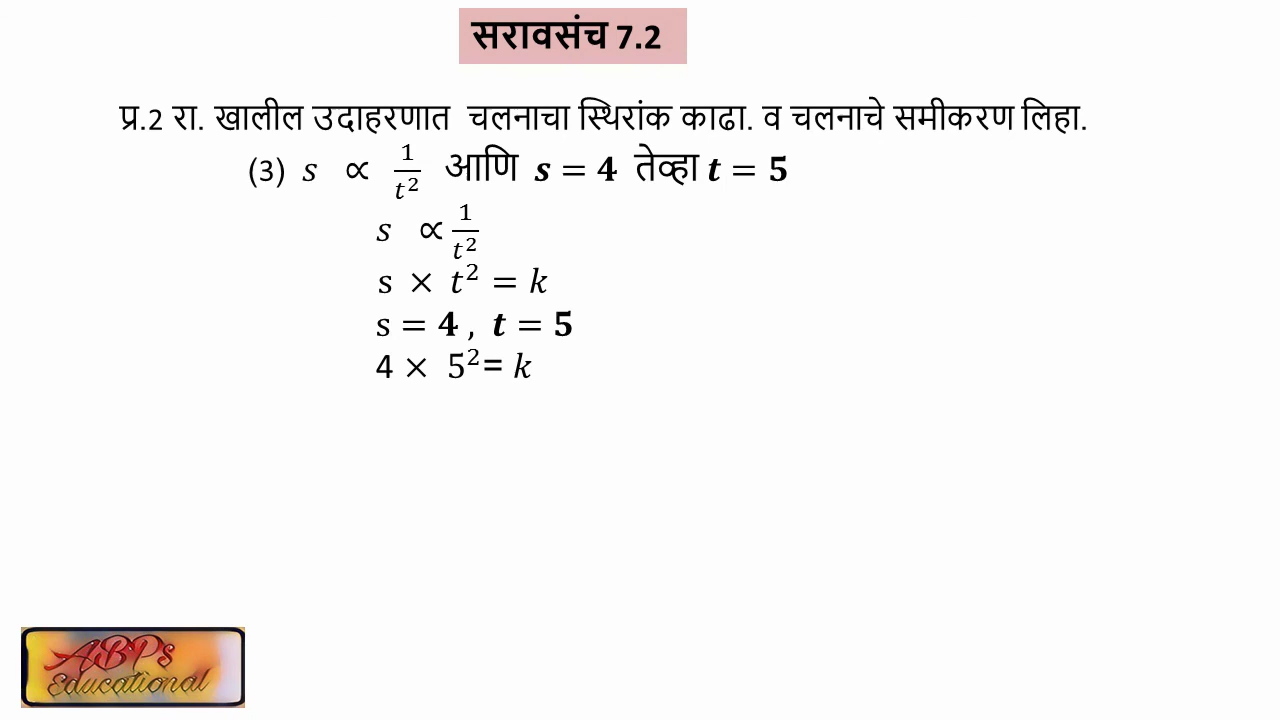 सरावसंच 7.2
प्र.2 रा. खालील उदाहरणात चलनाचा स्थिरांक काढा. व चलनाचे समीकरण लिहा.
(3) s ∝ 1/t² आणि s = 4 तेव्हा t = 5
s ∝ 1/t²
s × t² = k
s = 4 , t = 5
4 × 5² = k
ABPs
Educational